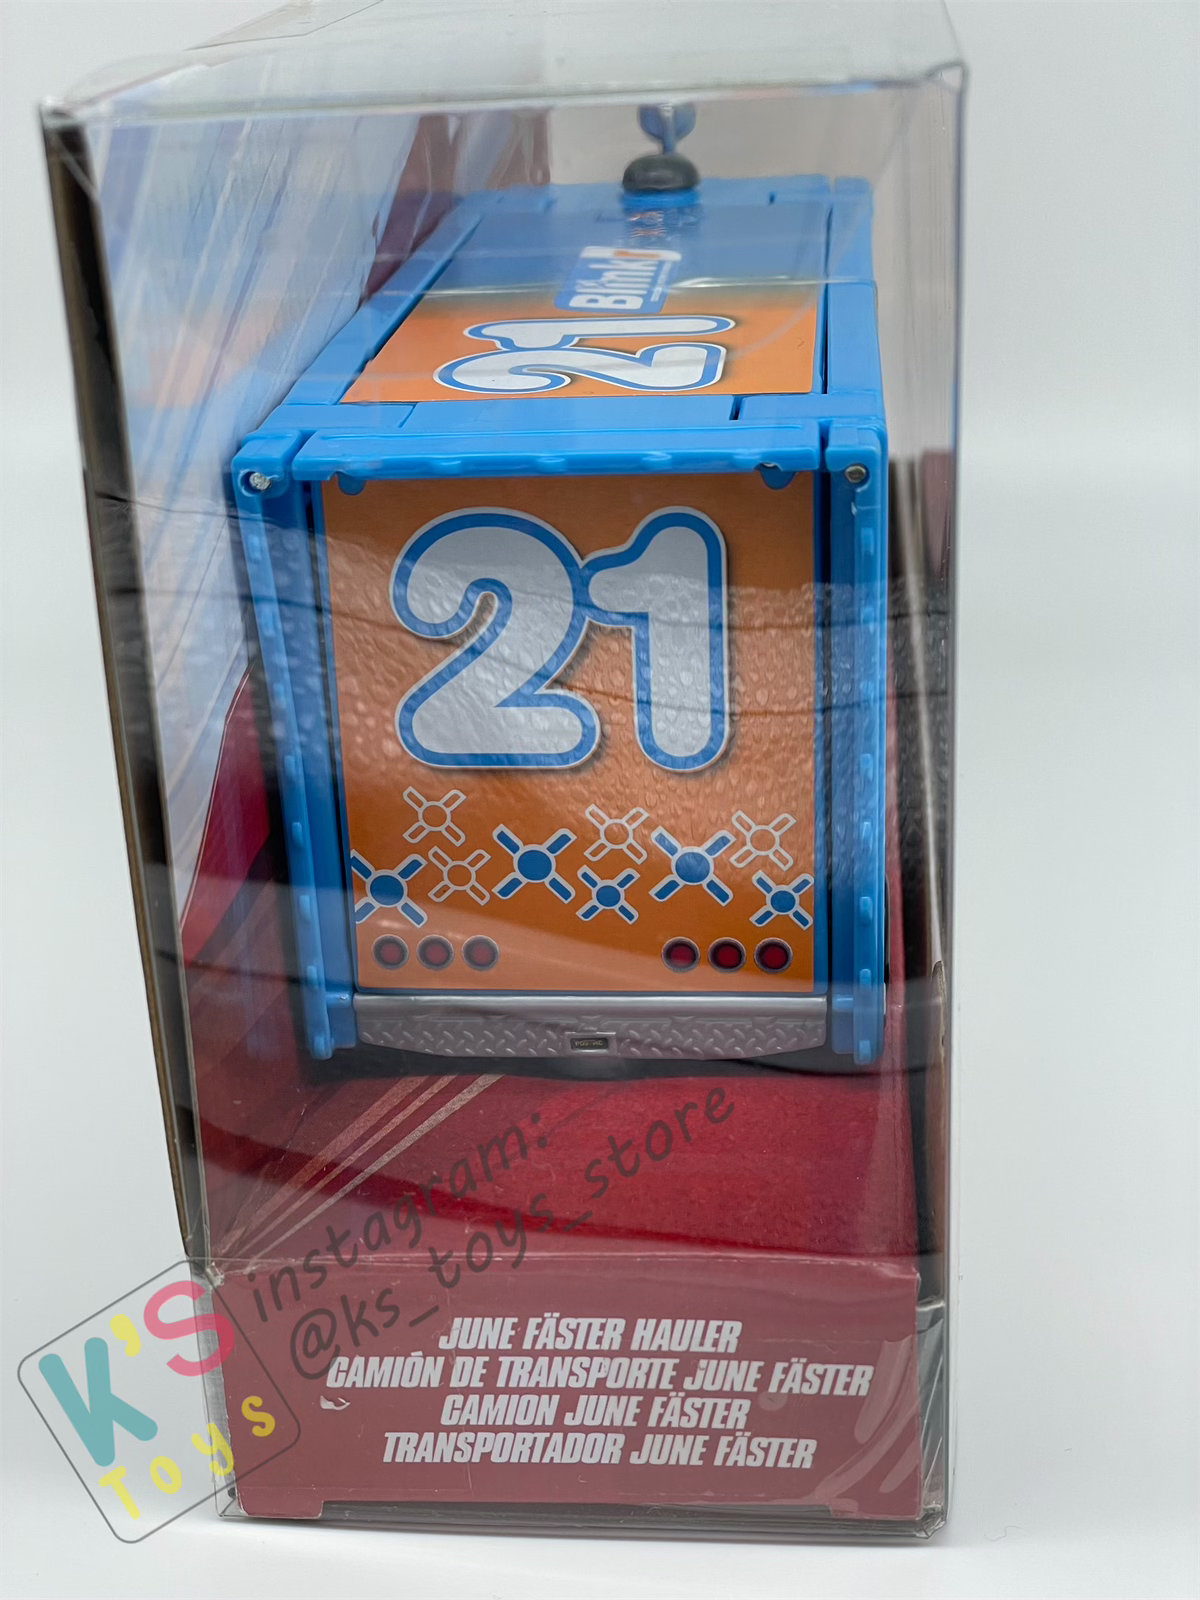 Blinkr
21
21
instagram:
@ks_toys_store
K'S
Toys
JUNE FÄSTER HAULER
CAMIÓN DE TRANSPORTE JUNE FÄSTER
CAMION JUNE FÄSTER
TRANSPORTADOR JUNE FÄSTER